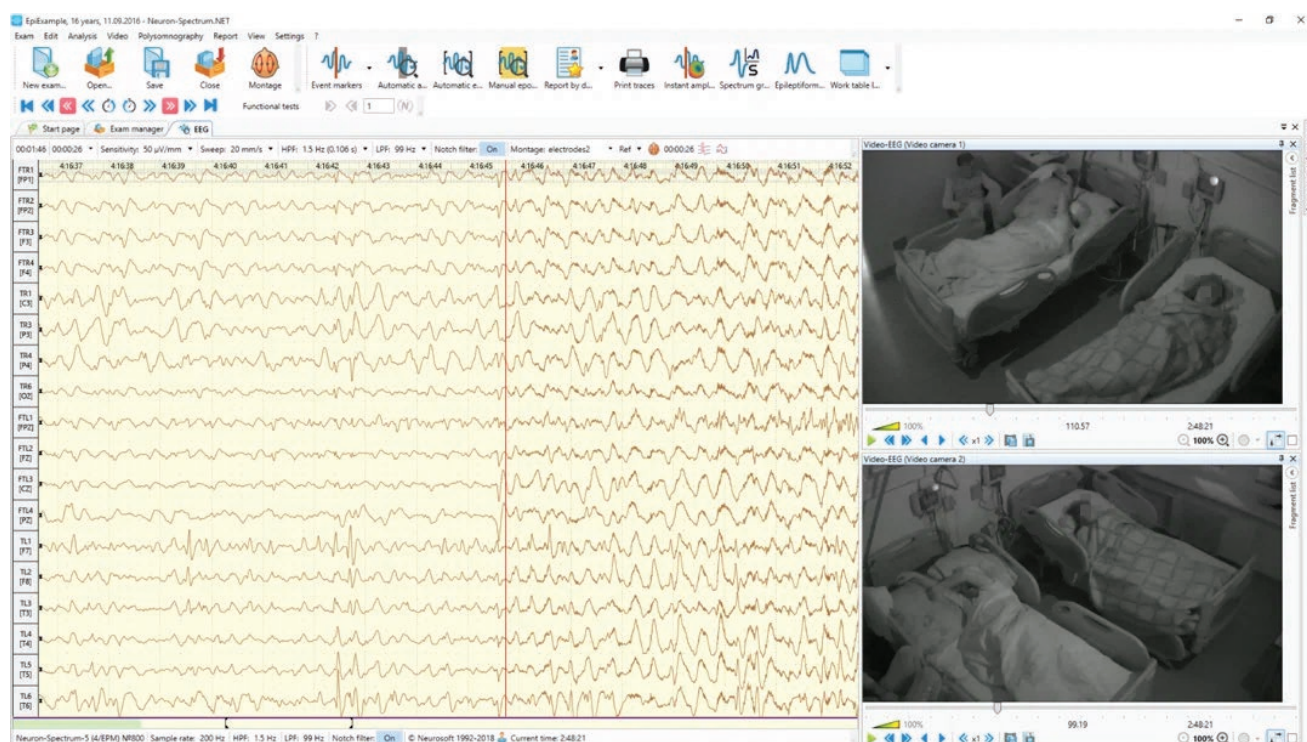 EpiExample, 16 years, 11.09.2016 - Neuron-Spectrum.NET
Exam Edit Analysis Video Polysomnography Report View Settings ?
New exam... Open... Save Close Montage Event markers Automatic a... Automatic e... Manual epo... Report by d... Print traces Instant ampl... Spectrum gr... Epileptiform... Work table l...
Functional tests 1 (N)
Start page Exam manager EEG
00:01:46 00:00:26 Sensitivity: 50 µV/mm Sweep: 20 mm/s HPF: 1.5 Hz (0.106 s) LPF: 99 Hz Notch filter: On Montage: electrodes2 Ref 00:00:26
Video-EEG (Video camera 1)
4:16:37 4:16:38 4:16:39 4:16:40 4:16:41 4:16:42 4:16:43 4:16:44 4:16:45 4:16:46 4:16:47 4:16:48 4:16:49 4:16:50 4:16:51 4:16:52
Fragment list
FTR1
[FP1]
FTR2
[FP2]
FTR3
[F3]
FTR4
[F4]
TR1
[C3]
TR3
[P3]
TR4
[P4]
TR6
[O2]
FTL1
[FPZ]
FTL2
[FZ]
FTL3
[CZ]
FTL4
[PZ]
TL1
[F7]
TL2
[F8]
TL3
[T3]
TL4
[T4]
TL5
[T5]
TL6
[T6]
100% 110.57 2:48:21
x1 100%
Video-EEG (Video camera 2)
Fragment list
100% 99.19 2:48:21
x1 100%
Neuron-Spectrum-5 (4/EPM) №800 Sample rate: 200 Hz HPF: 1.5 Hz LPF: 99 Hz Notch filter: On © Neurosoft 1992-2018 Current time: 2:48:21